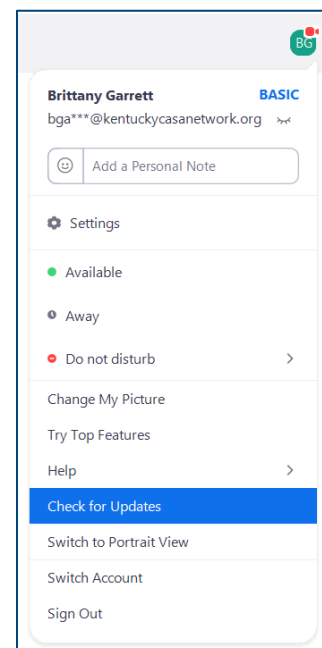 BG
Brittany Garrett BASIC
bga***@kentuckycasanetwork.org
Add a Personal Note
Settings
Available
Away
Do not disturb
Change My Picture
Try Top Features
Help
Check for Updates
Switch to Portrait View
Switch Account
Sign Out